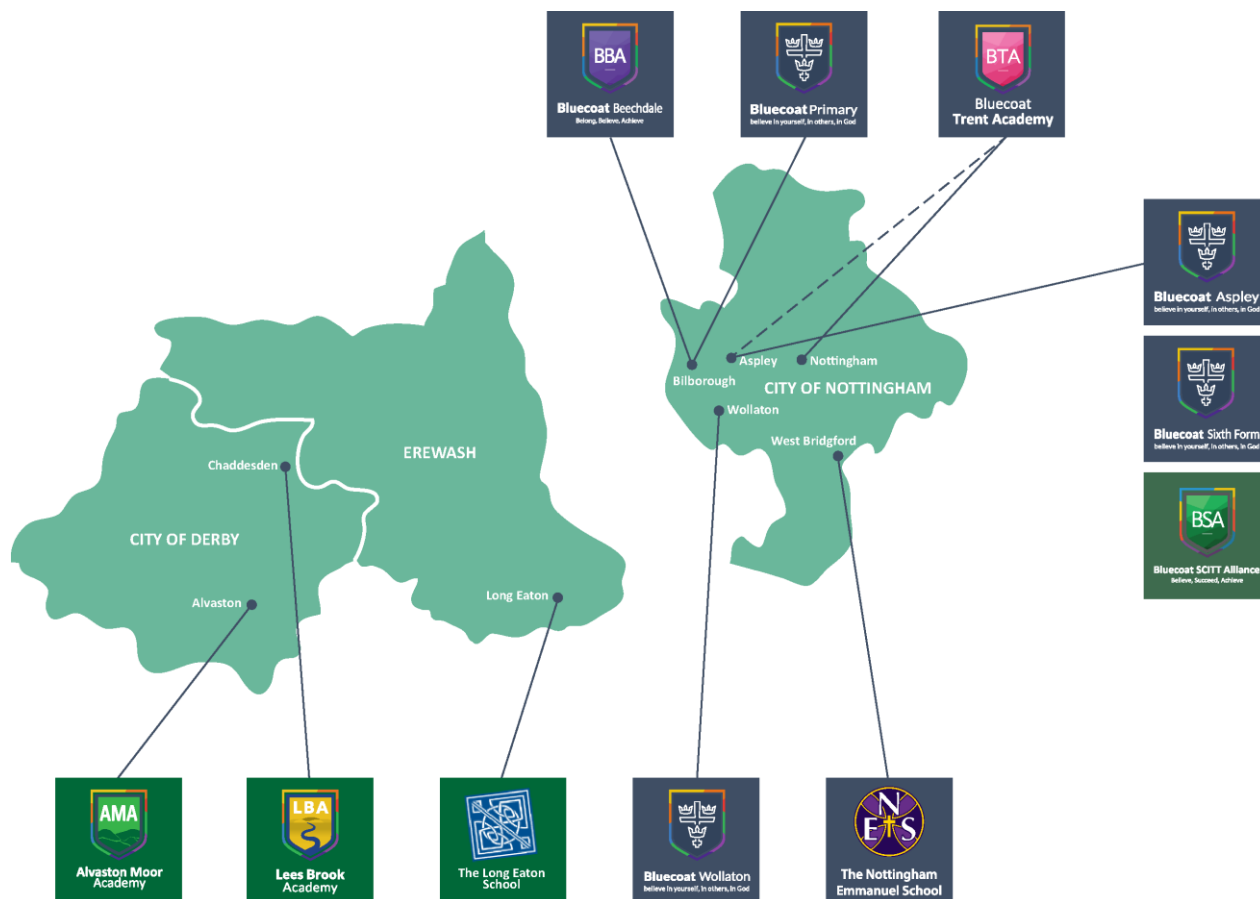 BBA
Bluecoat Beechdale
Belong, Believe, Achieve
Bluecoat Primary
believe in yourself, in others, in God
BTA
Bluecoat
Trent Academy
Bluecoat Aspley
believe in yourself, in others, in God
Bluecoat Sixth Form
believe in yourself, in others, in God
BSA
Bluecoat SCITT Alliance
Believe, Succeed, Achieve
Aspley
Nottingham
Bilborough
CITY OF NOTTINGHAM
Wollaton
West Bridgford
EREWASH
Chaddesden
CITY OF DERBY
Alvaston
Long Eaton
AMA
Alvaston Moor
Academy
LBA
Lees Brook
Academy
The Long Eaton
School
Bluecoat Wollaton
believe in yourself, in others, in God
N
E S
The Nottingham
Emmanuel School